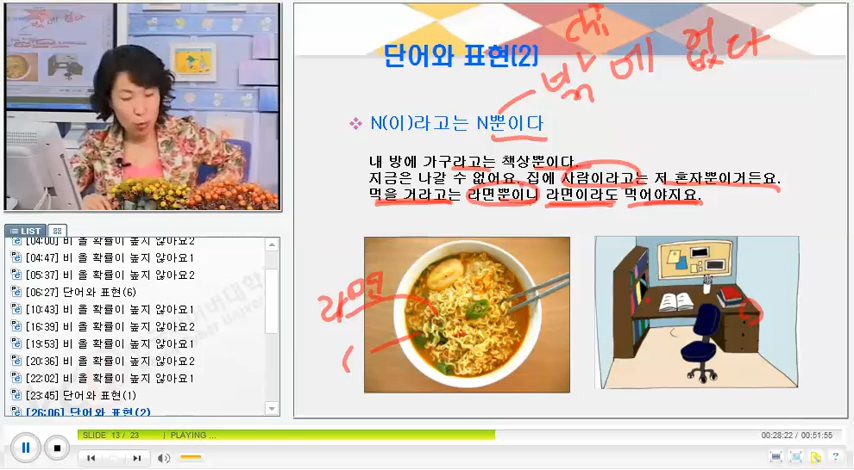 단어와 표현(2)
밖에 없다
N(이)라고는 N뿐이다
내 방에 가구라고는 책상뿐이다.
지금은 나갈 수 없어요. 집에 사람이라고는 저 혼자뿐이거든요.
먹을 거라고는 라면뿐이니 라면이라도 먹어야지요.
라면
LIST
[04:00] 비 올 확률이 높지 않아요2
[04:47] 비 올 확률이 높지 않아요1
[05:37] 비 올 확률이 높지 않아요2
[06:27] 단어와 표현(6)
[10:43] 비 올 확률이 높지 않아요1
[16:39] 비 올 확률이 높지 않아요2
[19:53] 비 올 확률이 높지 않아요1
[20:36] 비 올 확률이 높지 않아요2
[22:02] 비 올 확률이 높지 않아요1
[23:45] 단어와 표현(1)
[26:06] 단어와 표현(2)
SLIDE 13 / 23 | PLAYING ...
00:28:22 / 00:51:55